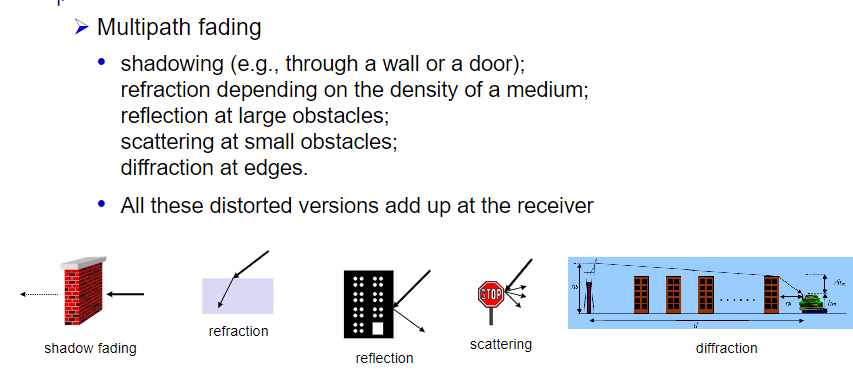 Multipath fading
shadowing (e.g., through a wall or a door);
refraction depending on the density of a medium;
reflection at large obstacles;
scattering at small obstacles;
diffraction at edges.
All these distorted versions add up at the receiver
STOP
d
shadow fading
refraction
reflection
scattering
diffraction